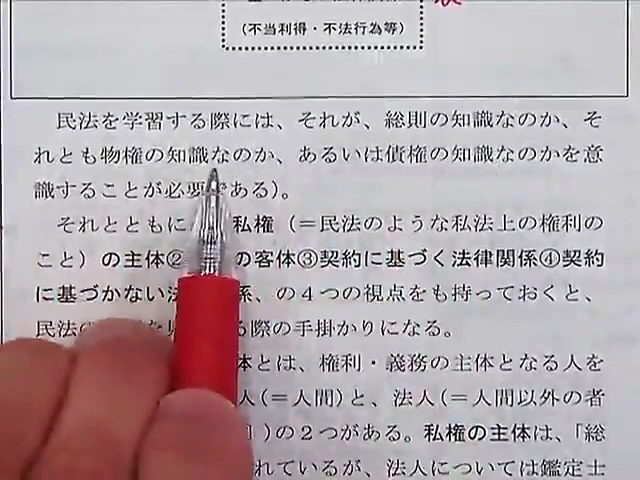 (不当利得・不法行為等)
民法を学習する際には、それが、総則の知識なのか、そ
れとも物権の知識なのか、あるいは債権の知識なのかを意
識することが必要である)。
それとともに 私権 (=民法のような私法上の権利の
こと) の主体② の客体③契約に基づく法律関係④契約
に基づかない法 係、の4つの視点をも持っておくと、
民法の る際の手掛かりになる。
体とは、権利・義務の主体となる人を
人(=人間)と、法人(=人間以外の者
)の2つがある。私権の主体は、「総
れているが、法人については鑑定士